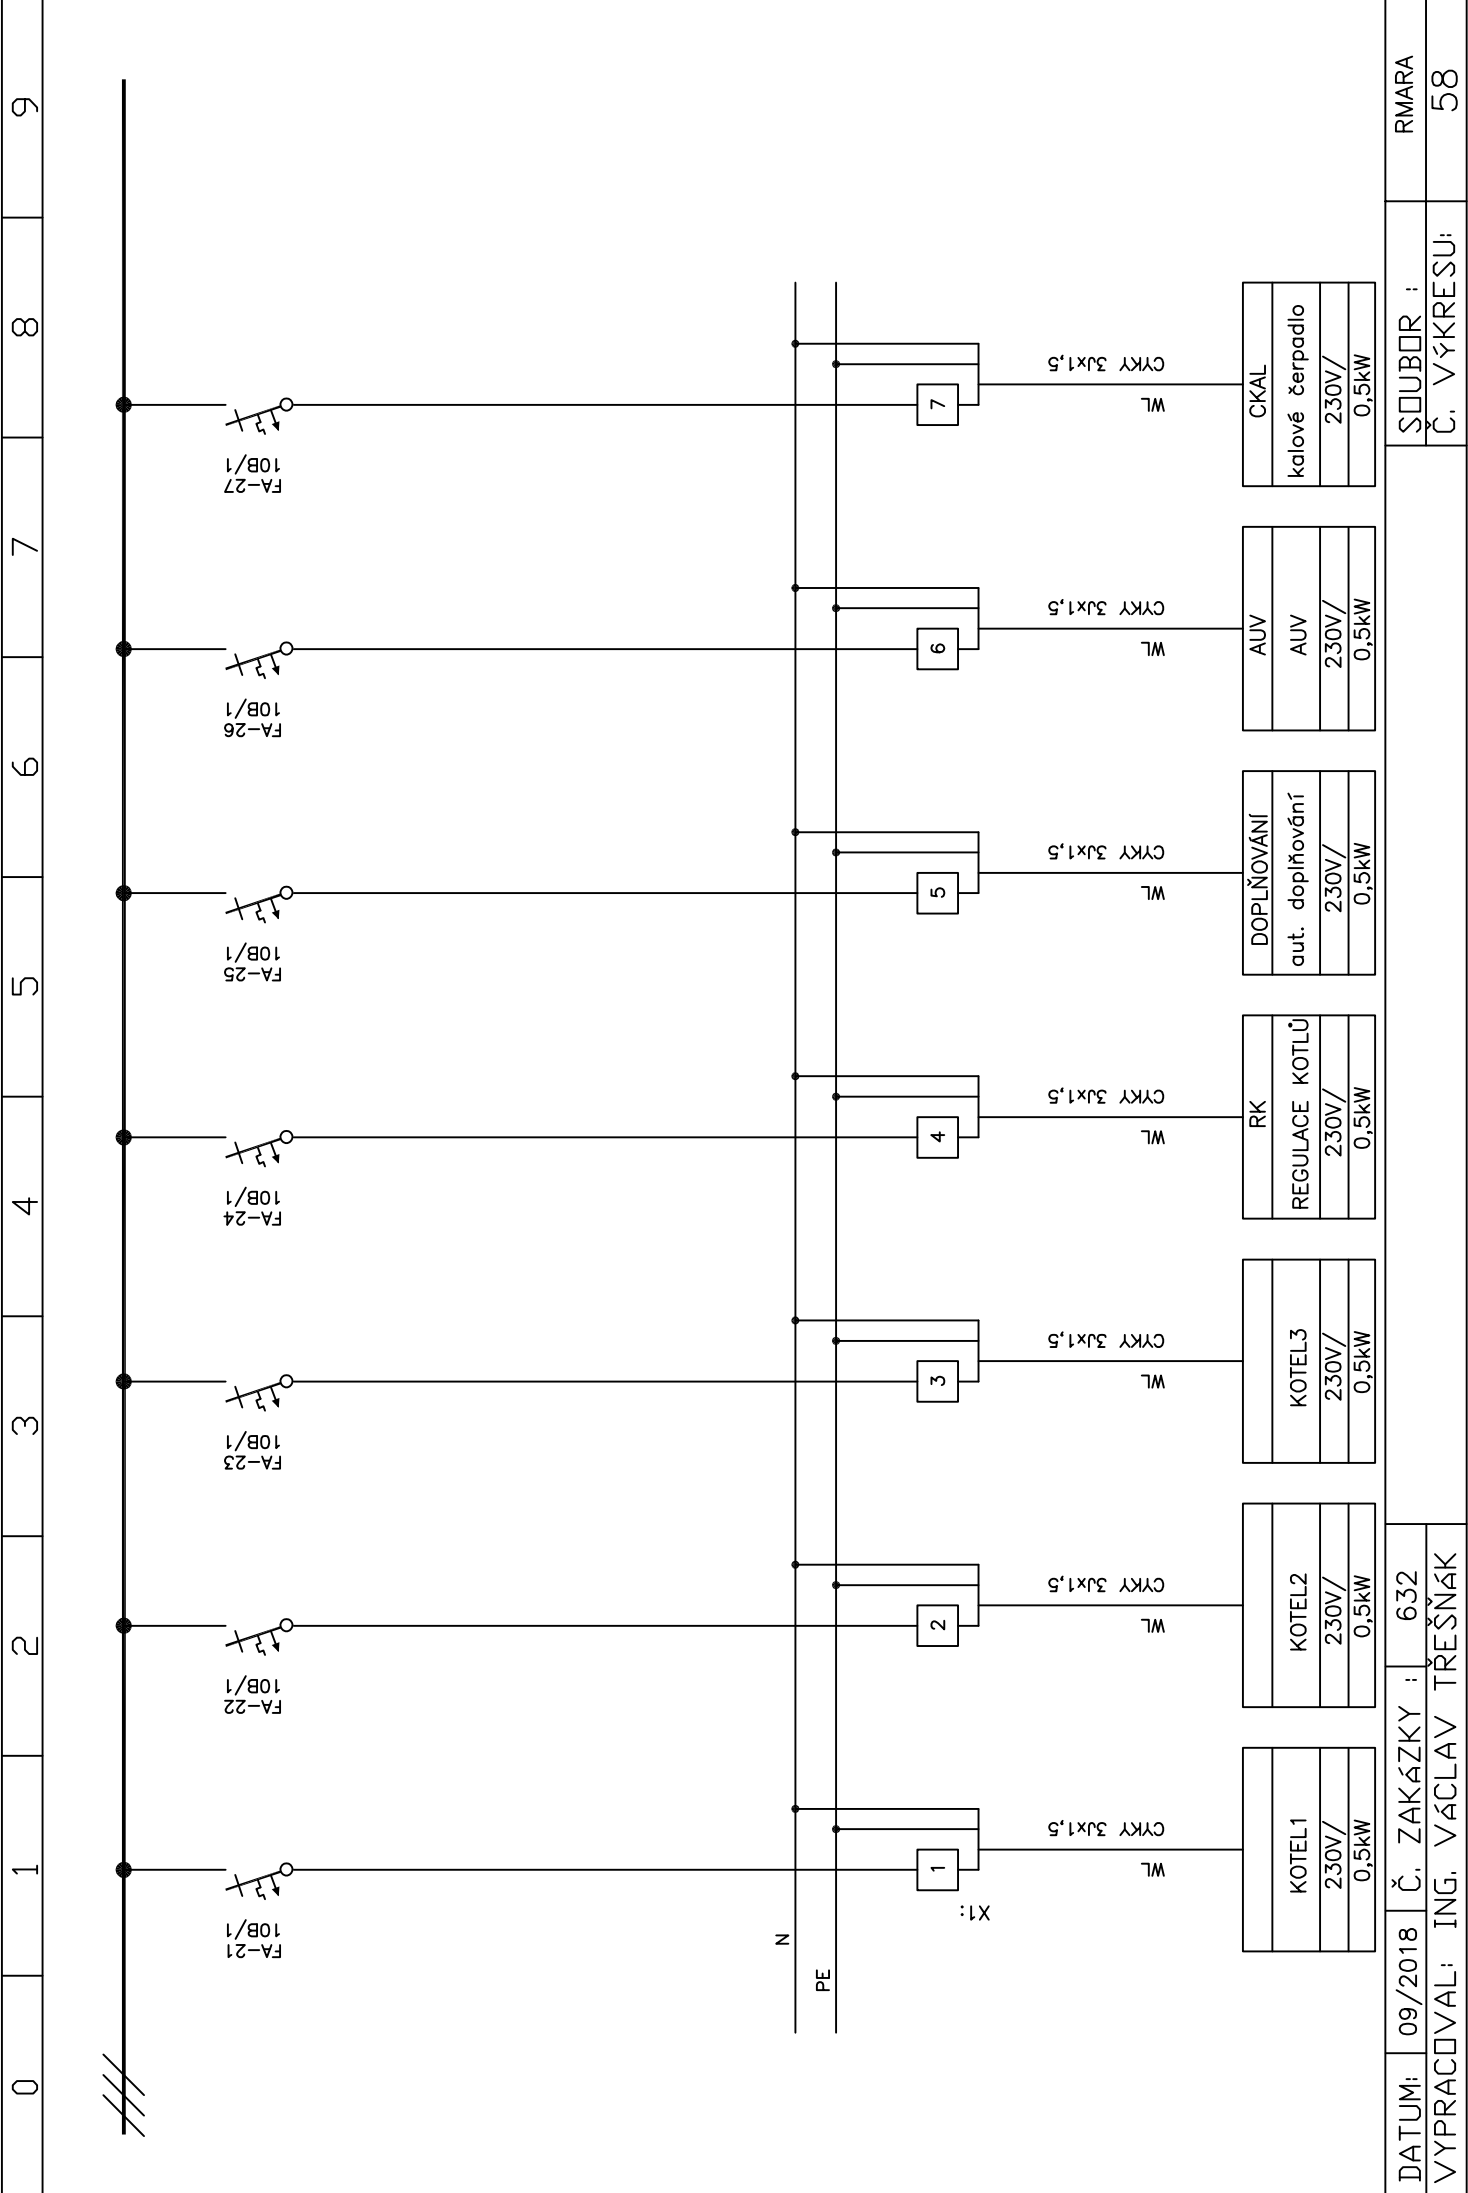 0 1 2 3 4 5 6 7 8 9
FA-21
10B/1
FA-22
10B/1
FA-23
10B/1
FA-24
10B/1
FA-25
10B/1
FA-26
10B/1
FA-27
10B/1
N
PE
X1:
1 2 3 4 5 6 7
WL
CYKY 3Jx1,5
WL
CYKY 3Jx1,5
WL
CYKY 3Jx1,5
WL
CYKY 3Jx1,5
WL
CYKY 3Jx1,5
WL
CYKY 3Jx1,5
WL
CYKY 3Jx1,5
KOTEL1
230V/
0,5kW
KOTEL2
230V/
0,5kW
KOTEL3
230V/
0,5kW
RK
REGULACE KOTLŮ
230V/
0,5kW
DOPLŇOVÁNÍ
aut. doplňování
230V/
0,5kW
AUV
AUV
230V/
0,5kW
CKAL
kalové čerpadlo
230V/
0,5kW
DATUM: 09/2018 Č. ZAKÁZKY : 632
VYPRACOVAL: ING. VÁCLAV TŘEŠŇÁK
SOUBOR : RMARA
Č. VÝKRESU: 58